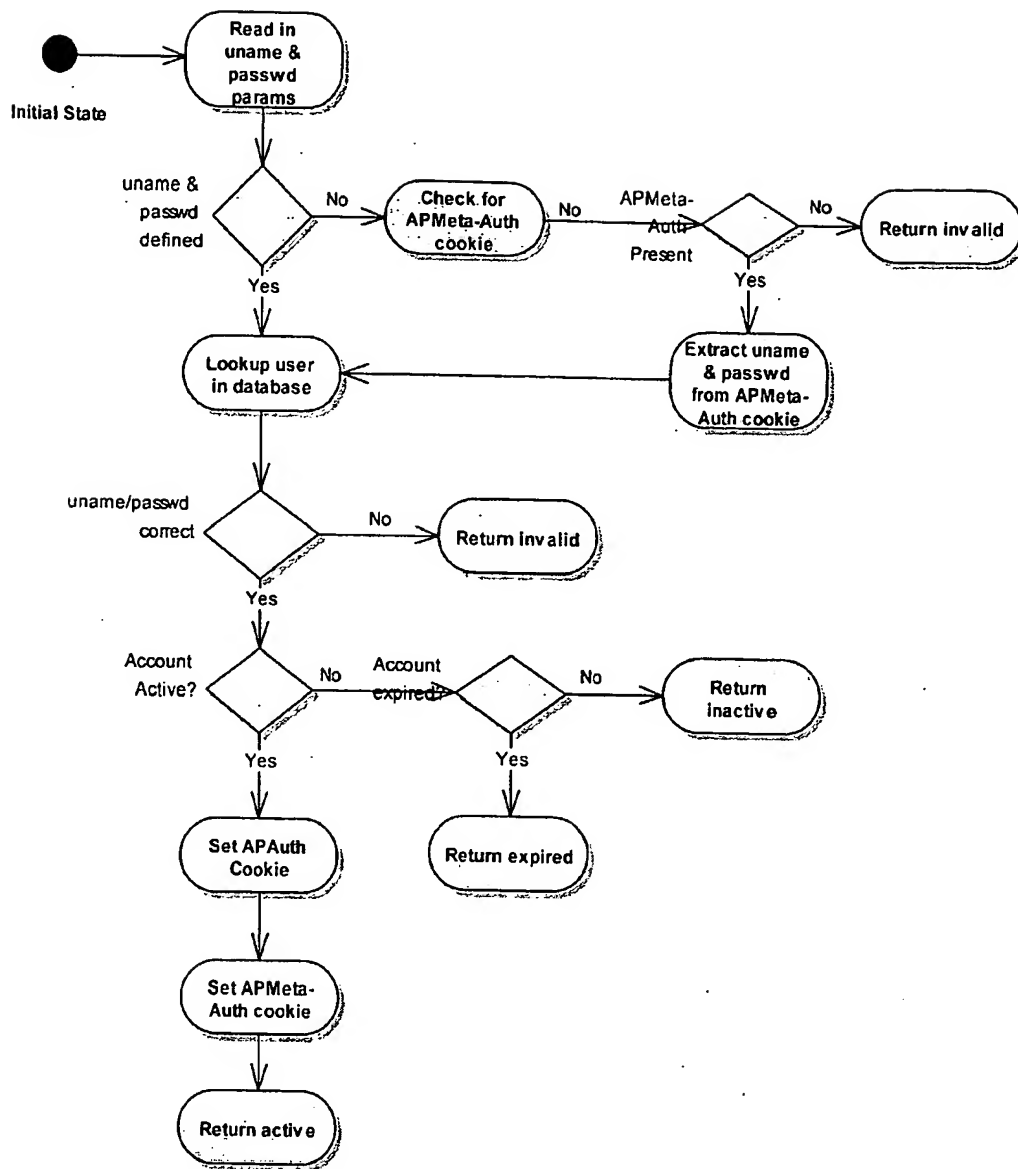 Read in
uname &
passwd
params
Initial State
uname &
passwd
defined
No
Check for
APMeta-Auth
cookie
No
APMeta-
Auth
Present
No
Return invalid
Yes
Yes
Lookup user
in database
Extract uname
& passwd
from APMeta-
Auth cookie
uname/passwd
correct
No
Return invalid
Yes
Account
Active?
No
Account
expired?
No
Return
inactive
Yes
Yes
Set APAuth
Cookie
Return expired
Set APMeta-
Auth cookie
Return active